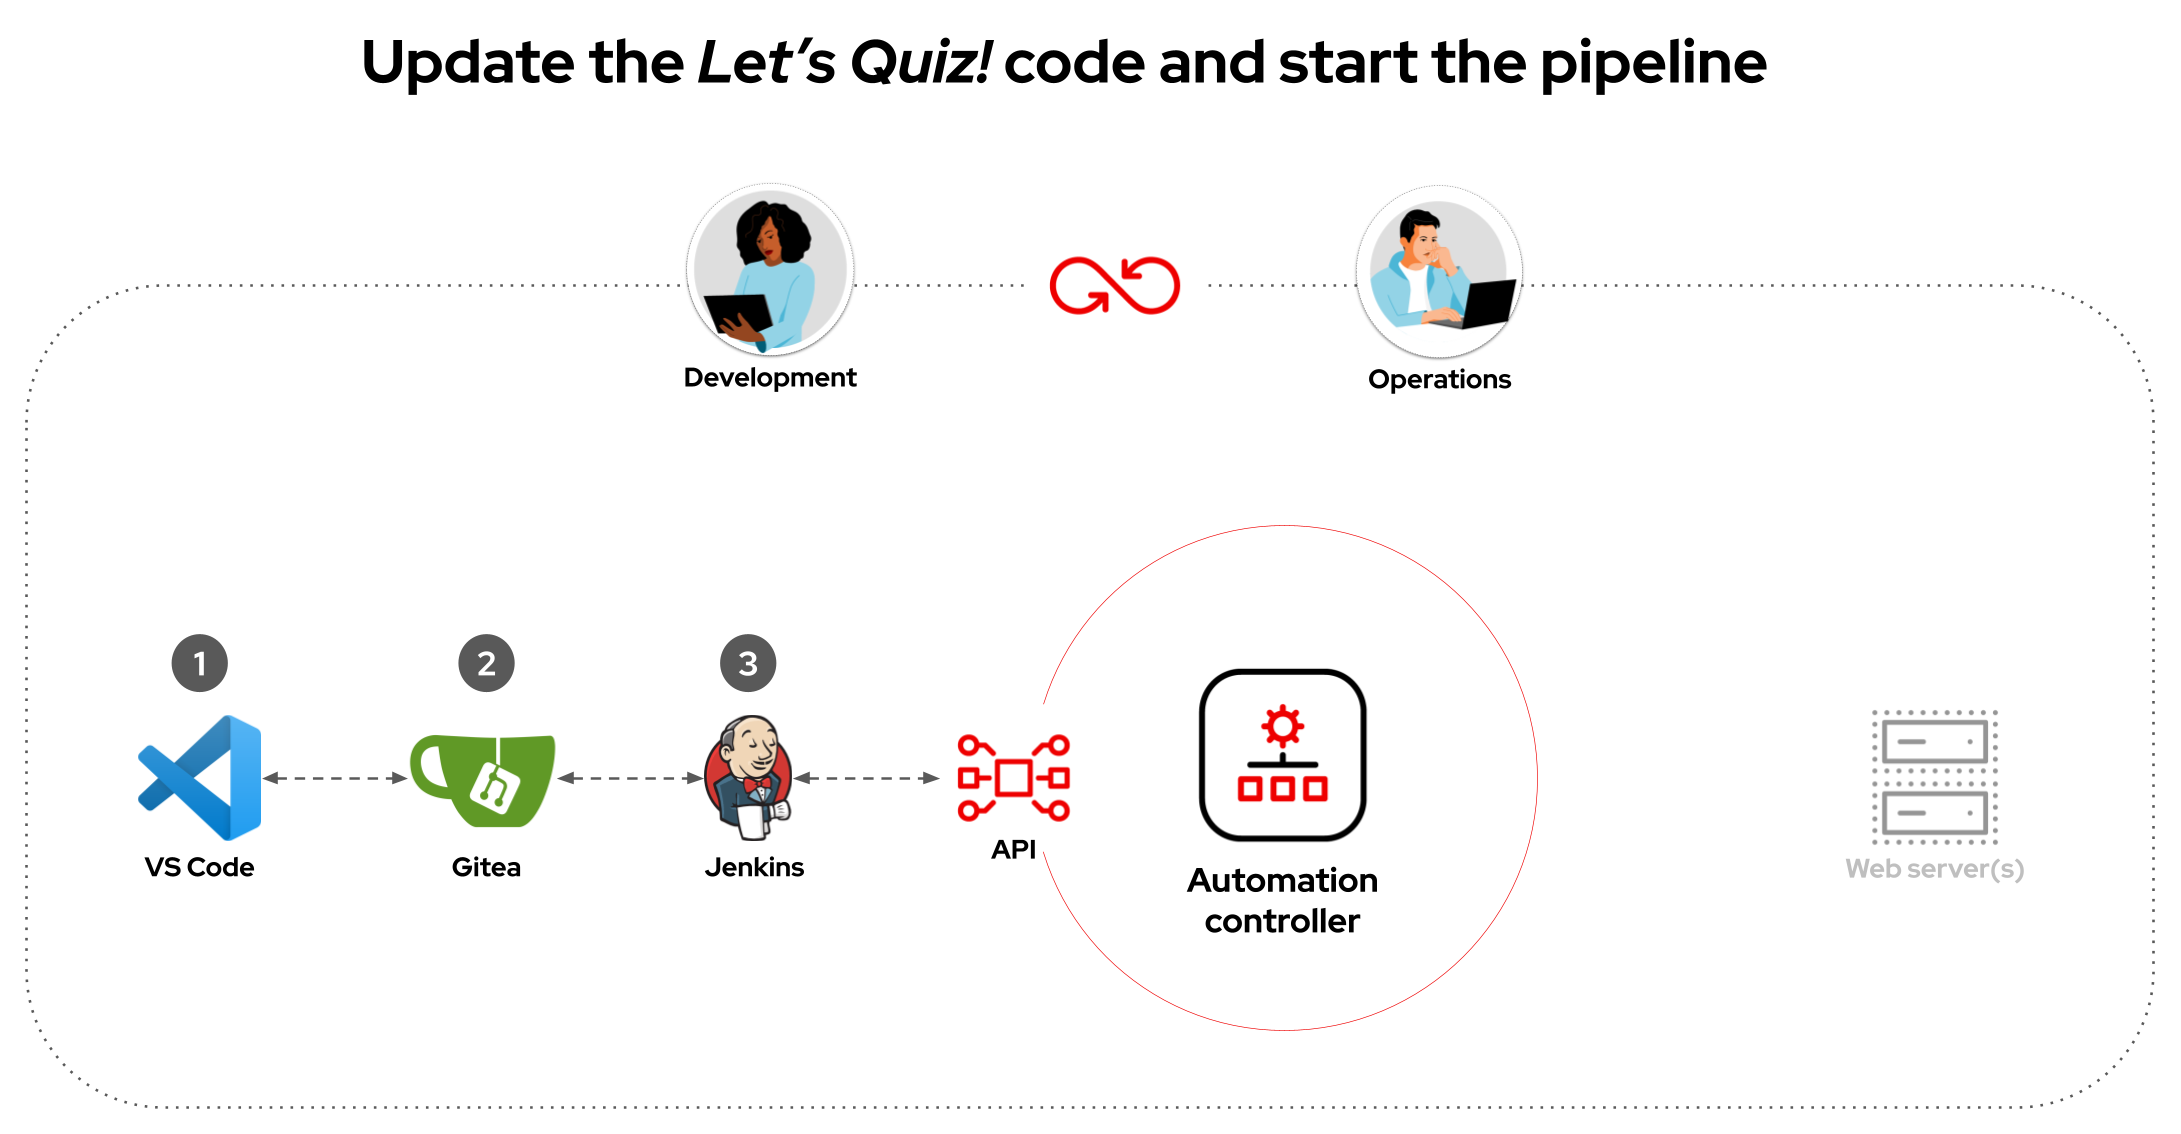 Update the Let’s Quiz! code and start the pipeline
Development
Operations
1
2
3
VS Code
Gitea
Jenkins
API
Automation
controller
Web server(s)